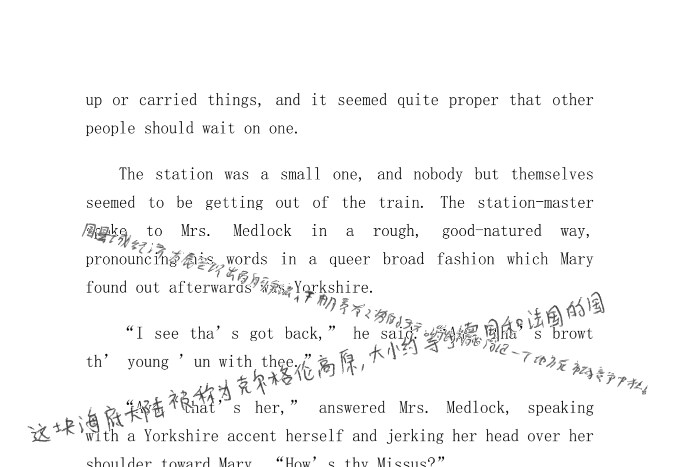 up or carried things, and it seemed quite proper that other
people should wait on one.
The station was a small one, and nobody but themselves
seemed to be getting out of the train. The station-master
to Mrs. Medlock in a rough, good-natured way,
pronouncing his words in a queer broad fashion which Mary
found out afterwards was Yorkshire.
“I see tha’s got back,” he said. “An’ tha’s browt
th’ young ’un with thee.”
“Aye, that’s her,” answered Mrs. Medlock, speaking
with a Yorkshire accent herself and jerking her head over her
shoulder toward Mary. “How’s thy Missus?”
这块海底大陆被称为克尔格伦高原,大小约等于德国和法国的国